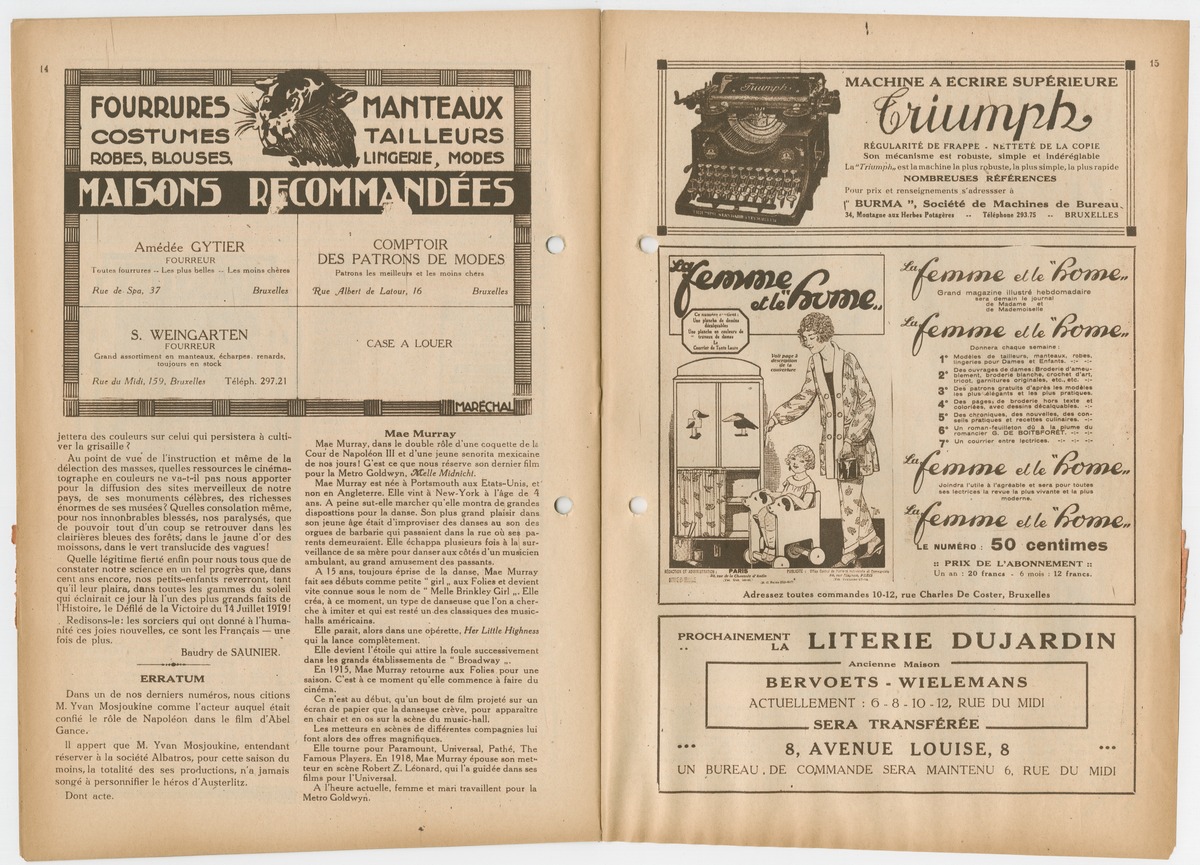 14
FOURRURES MANTEAUX
COSTUMES TAILLEURS
ROBES, BLOUSES, LINGERIE, MODES
MAISONS RECOMMANDÉES
Amédée GYTIER
FOURREUR
Toutes fourrures -- Les plus belles -- Les moins chères
Rue de Spa, 37 Bruxelles
COMPTOIR
DES PATRONS DE MODES
Patrons les meilleurs et les moins chers
Rue Albert de Latour, 16 Bruxelles
S. WEINGARTEN
FOURREUR
Grand assortiment en manteaux, écharpes, renards,
toujours en stock
Rue du Midi, 159, Bruxelles Téléph. 297.21
CASE A LOUER
MARÉCHAL
jettera des couleurs sur celui qui persistera à culti-
ver la grisaille?
Au point de vue de l'instruction et même de la
délection des masses, quelles ressources le cinéma-
tographe en couleurs ne va-t-il pas nous apporter
pour la diffusion des sites merveilleux de notre
pays, de ses monuments célèbres, des richesses
énormes de ses musées? Quelles consolation même,
pour nos innonbrables blessés, nos paralysés, que
de pouvoir tout d'un coup se retrouver dans les
clairières bleues des forêts, dans le jaune d'or des
moissons, dans le vert translucide des vagues!
Quelle légitime fierté enfin pour nous tous que de
constater notre science en un tel progrès que, dans
cent ans encore, nos petits-enfants reverront, tant
qu'il leur plaira, dans toutes les gammes du soleil
qui éclairait ce jour là l'un des plus grands faits de
l'Histoire, le Défilé de la Victoire du 14 Juillet 1919!
Redisons-le: les sorciers qui ont donné à l'huma-
nité ces joies nouvelles, ce sont les Français — une
fois de plus.
Baudry de SAUNIER.
ERRATUM
Dans un de nos derniers numéros, nous citions
M. Yvan Mosjoukine comme l'acteur auquel était
confié le rôle de Napoléon dans le film d'Abel
Gance.
Il appert que M. Yvan Mosjoukine, entendant
réserver à la société Albatros, pour cette saison du
moins, la totalité de ses productions, n'a jamais
songé à personnifier le héros d'Austerlitz.
Dont acte.
Mae Murray
Mae Murray, dans le double rôle d'une coquette de la
Cour de Napoléon III et d'une jeune senorita mexicaine
de nos jours! C'est ce que nous réserve son dernier film
pour la Metro Goldwyn, Melle Midnicht.
Mae Murray est née à Portsmouth aux Etats-Unis, et
non en Angleterre. Elle vint à New-York à l'âge de 4
ans. A peine sut-elle marcher qu'elle montra de grandes
dispostions pour la danse. Son plus grand plaisir dans
son jeune âge était d'improviser des danses au son des
orgues de barbarie qui passaient dans la rue où ses pa-
rents demeuraient. Elle échappa plusieurs fois à la sur-
veillance de sa mère pour danser aux côtés d'un musicien
ambulant, au grand amusement des passants.
A 15 ans, toujours éprise de la danse, Mae Murray
fait ses débuts comme petite " girl „ aux Folies et devient
vite connue sous le nom de " Melle Brinkley Girl „. Elle
créa, à ce moment, un type de danseuse que l'on a cher-
che à imiter et qui est resté un des classiques des music-
halls américains.
Elle parait, alors dans une opérette, Her Little Highness
qui la lance complètement.
Elle devient l'étoile qui attire la foule successivement
dans les grands établissements de " Broadway „.
En 1915, Mae Murray retourne aux Folies pour une
saison. C'est à ce moment qu'elle commence à faire du
cinéma.
Ce n'est au début, qu'un bout de film projeté sur un
écran de papier que la danseuse crève, pour apparaître
en chair et en os sur la scène du music-hall.
Les metteurs en scènes de différentes compagnies lui
font alors des offres magnifiques.
Elle tourne pour Paramount, Universal, Pathé, The
Famous Players. En 1918, Mae Murray épouse son met-
teur en scène Robert Z. Léonard, qui l'a guidée dans ses
films pour l'Universal.
A l'heure actuelle, femme et mari travaillent pour la
Metro Goldwyn.
15
Triumph
MACHINE A ECRIRE SUPÉRIEURE
Triumph
RÉGULARITÉ DE FRAPPE - NETTETÉ DE LA COPIE
Son mécanisme est robuste, simple et indéréglable
La "Triumph„ est la machine la plus robuste, la plus simple, la plus rapide
NOMBREUSES RÉFÉRENCES
Pour prix et renseignements s'adressser à
" BURMA ", Société de Machines de Bureau
34, Montagne aux Herbes Potagères -- Téléphone 293.75 -- BRUXELLES
La femme
et le "home„
Ce numéro contient:
Une planche de dessins
décalquables
Une planche en couleurs de
travaux de dames
Le
Courrier de Tante Laure
Voir page 2
description
de la
couverture
PARIS
La femme et le "home„
Grand magazine illustré hebdomadaire
sera demain le journal
de Madame et
de Mademoiselle
La femme et le "home„
Donnera chaque semaine:
1° Modèles de tailleurs, manteaux, robes,
lingeries pour Dames et Enfants.
2° Des ouvrages de dames: Broderie d'ameu-
blement, broderie blanche, crochet d'art,
tricot, garnitures originales, etc., etc.
3° Des patrons gratuits d'après les modèles
les plus élégants et les plus pratiques.
4° Des pages de broderie hors texte et
coloriées, avec dessins décalquables.
5° Des chroniques, des nouvelles, des con-
seils pratiques et recettes culinaires.
6° Un roman-feuilleton dû à la plume du
romancier G. DE BOITSFORET.
7° Un courrier entre lectrices.
La femme et le "home„
Joindra l'utile à l'agréable et sera pour toutes
ses lectrices la revue la plus vivante et la plus
moderne.
La femme et le "home„
LE NUMÉRO: 50 centimes
:: PRIX DE L'ABONNEMENT ::
Un an: 20 francs - 6 mois: 12 francs.
Adressez toutes commandes 10-12, rue Charles De Coster, Bruxelles
PROCHAINEMENT LA LITERIE DUJARDIN
Ancienne Maison
BERVOETS - WIELEMANS
ACTUELLEMENT : 6 - 8 - 10 - 12, RUE DU MIDI
SERA TRANSFÉRÉE
8, AVENUE LOUISE, 8
UN BUREAU DE COMMANDE SERA MAINTENU 6, RUE DU MIDI